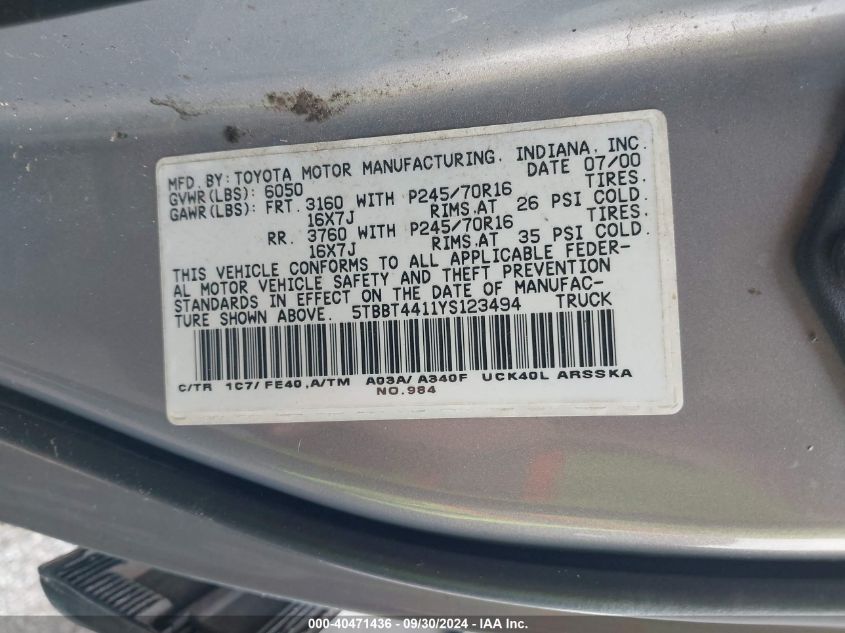 MFD. BY: TOYOTA MOTOR MANUFACTURING, INDIANA, INC.
GVWR(LBS): 6050 DATE 07/00
GAWR(LBS): FRT. 3160 WITH P245/70R16 TIRES.
16X7J RIMS.AT 26 PSI COLD.
RR. 3760 WITH P245/70R16 TIRES.
16X7J RIMS.AT 35 PSI COLD.
THIS VEHICLE CONFORMS TO ALL APPLICABLE FEDER-
AL MOTOR VEHICLE SAFETY AND THEFT PREVENTION
STANDARDS IN EFFECT ON THE DATE OF MANUFAC-
TURE SHOWN ABOVE. 5TBBT4411YS123494 TRUCK
C/TR 1C7/ FE40 ,A/TM A03A/ A340F UCK40L ARSSKA
NO.984
000-40471436 - 09/30/2024 - IAA Inc.